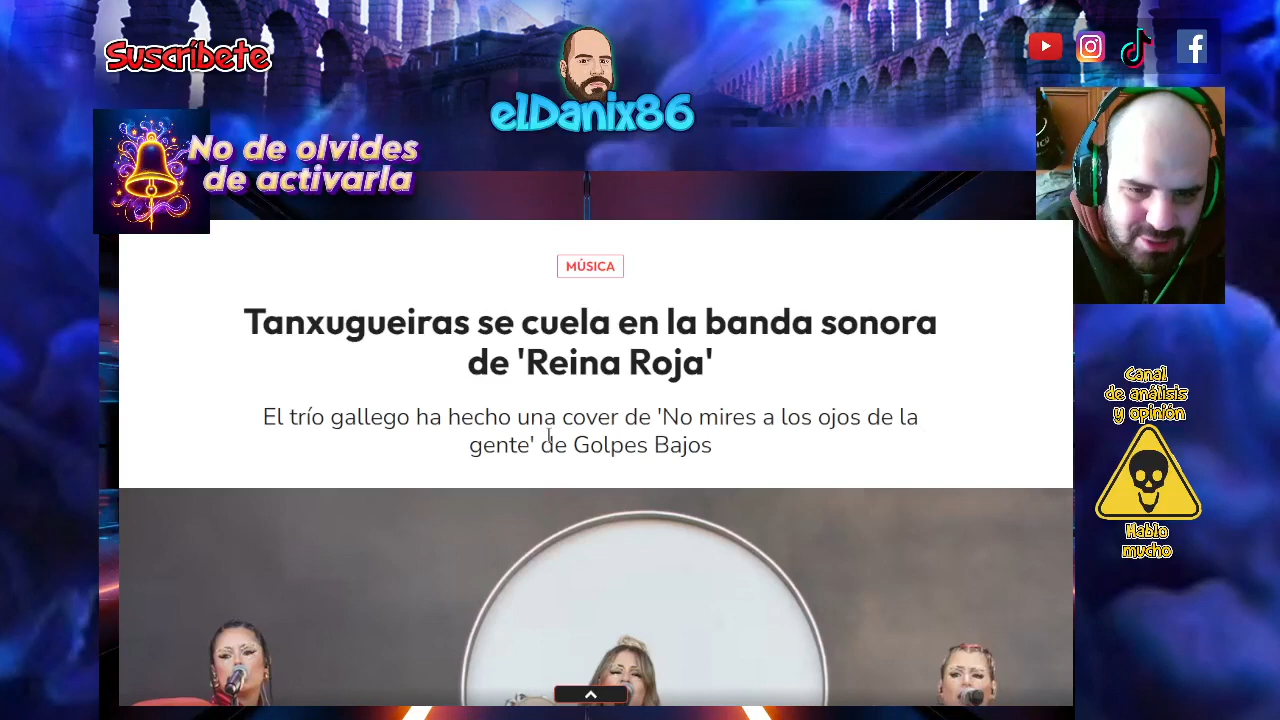 Suscríbete
elDanix86
No de olvides
de activarla
MÚSICA
Tanxugueiras se cuela en la banda sonora
de 'Reina Roja'
El trío gallego ha hecho una cover de 'No mires a los ojos de la
gente' de Golpes Bajos
Canal
de análisis
y opinión
Hablo
mucho